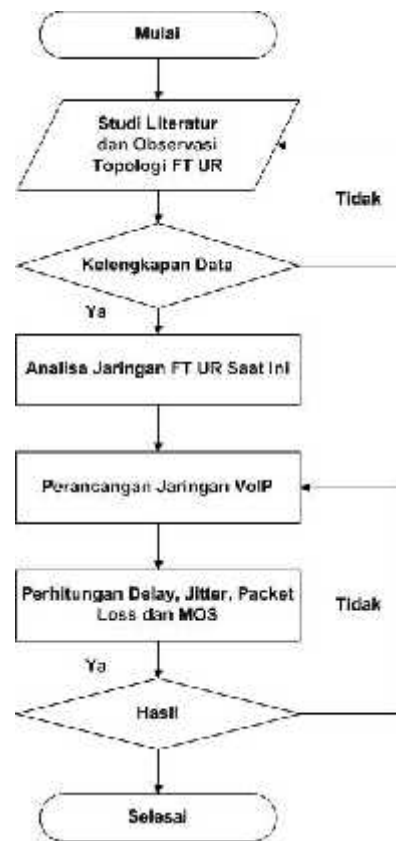 Mulai
Studi Literatur
dan Observasi
Topologi FT UR
Tidak
Kelengkapan Data
Ya
Analisa Jaringan FT UR Saat Ini
Perancangan Jaringan VoIP
Perhitungan Delay, Jitter, Packet
Loss dan MOS
Tidak
Ya
Hasil
Selesai